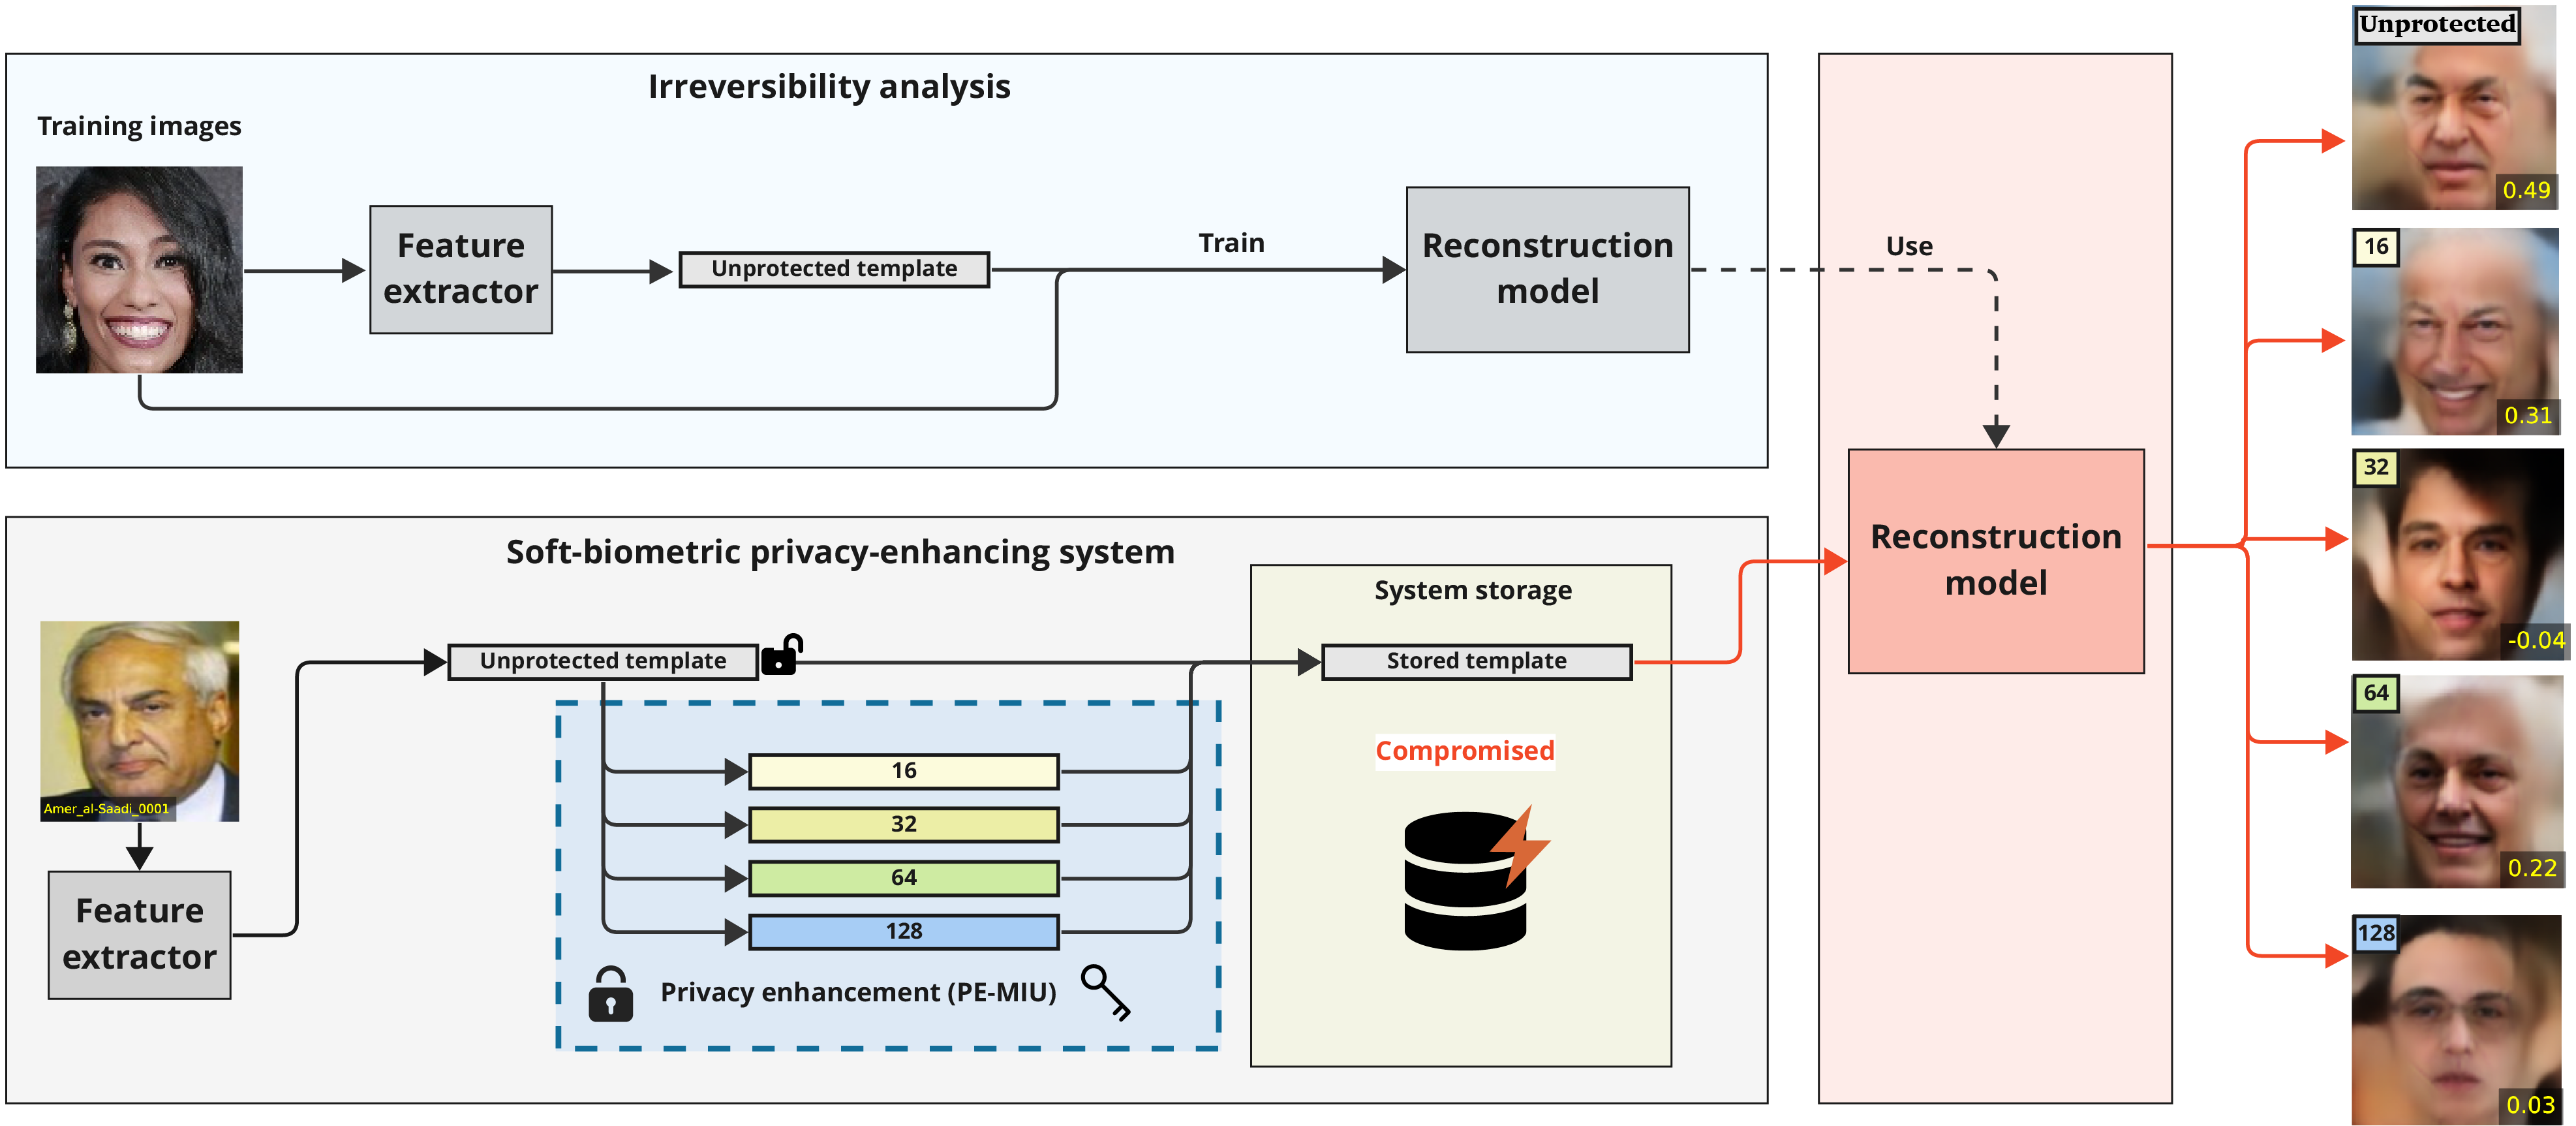 Irreversibility analysis
Training images
Feature
extractor
Unprotected template
Train
Reconstruction
model
Use
Soft-biometric privacy-enhancing system
Amer_al-Saadi_0001
Feature
extractor
Unprotected template
16
32
64
128
Privacy enhancement (PE-MIU)
System storage
Stored template
Compromised
Reconstruction
model
Unprotected
0.49
16
0.31
32
-0.04
64
0.22
128
0.03